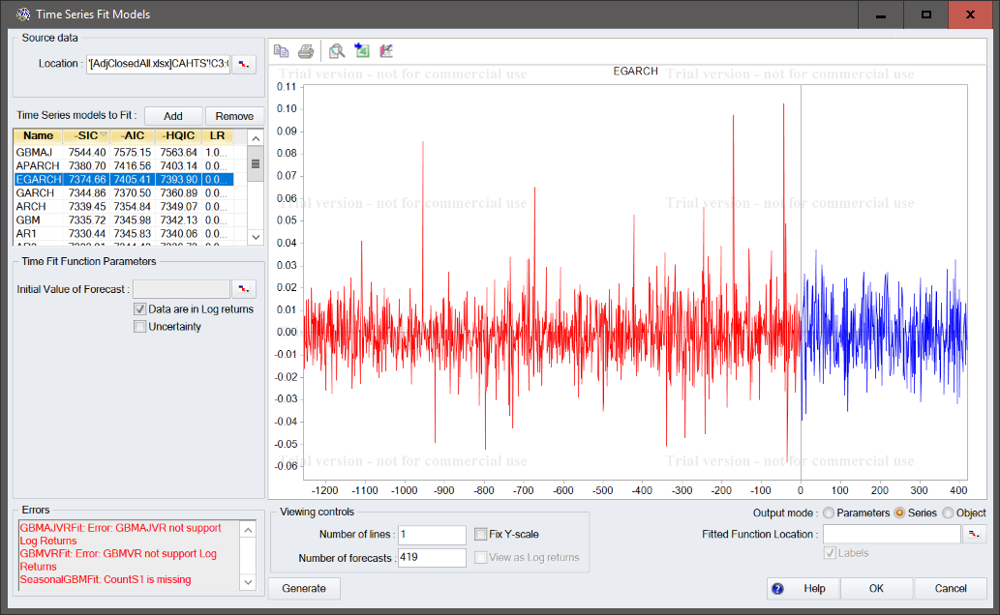 Time Series Fit Models
Source data
Location : '[AdjClosedAll.xlsx]CAHTS'!C3:
Time Series models to Fit : Add Remove
Name -SIC -AIC -HQIC LR
GBMAJ 7544.40 7575.15 7563.64 1.0...
APARCH 7380.70 7416.56 7403.14 0.0...
EGARCH 7374.66 7405.41 7393.90 0.0...
GARCH 7344.86 7370.50 7360.89 0.0...
ARCH 7339.45 7354.84 7349.07 0.0...
GBM 7335.72 7345.98 7342.13 0.0...
AR1 7330.44 7345.83 7340.06 0.0...
Time Fit Function Parameters
Initial Value of Forecast :
Data are in Log returns
Uncertainty
Errors
GBMAJVRFit: Error: GBMAJVR not support
Log Returns
GBMVRFit: Error: GBMVR not support Log
Returns
SeasonalGBMFit: CountS1 is missing
EGARCH
Trial version - not for commercial use Trial version - not for commercial use
0.11
0.10
0.09
0.08
0.07
0.06
Trial version - not for commercial use Trial version - not for commercial use
0.05
0.04
0.03
0.02
0.01
0.00
-0.01
-0.02
-0.03
-0.04
-0.05
Trial version - not for commercial use Trial version - not for commercial use
-0.06
-1200 -1100 -1000 -900 -800 -700 -600 -500 -400 -300 -200 -100 0 100 200 300 400
Viewing controls
Number of lines : 1 Fix Y-scale
Number of forecasts : 419 View as Log returns
Generate
Output mode : Parameters Series Object
Fitted Function Location :
Labels
? Help OK Cancel